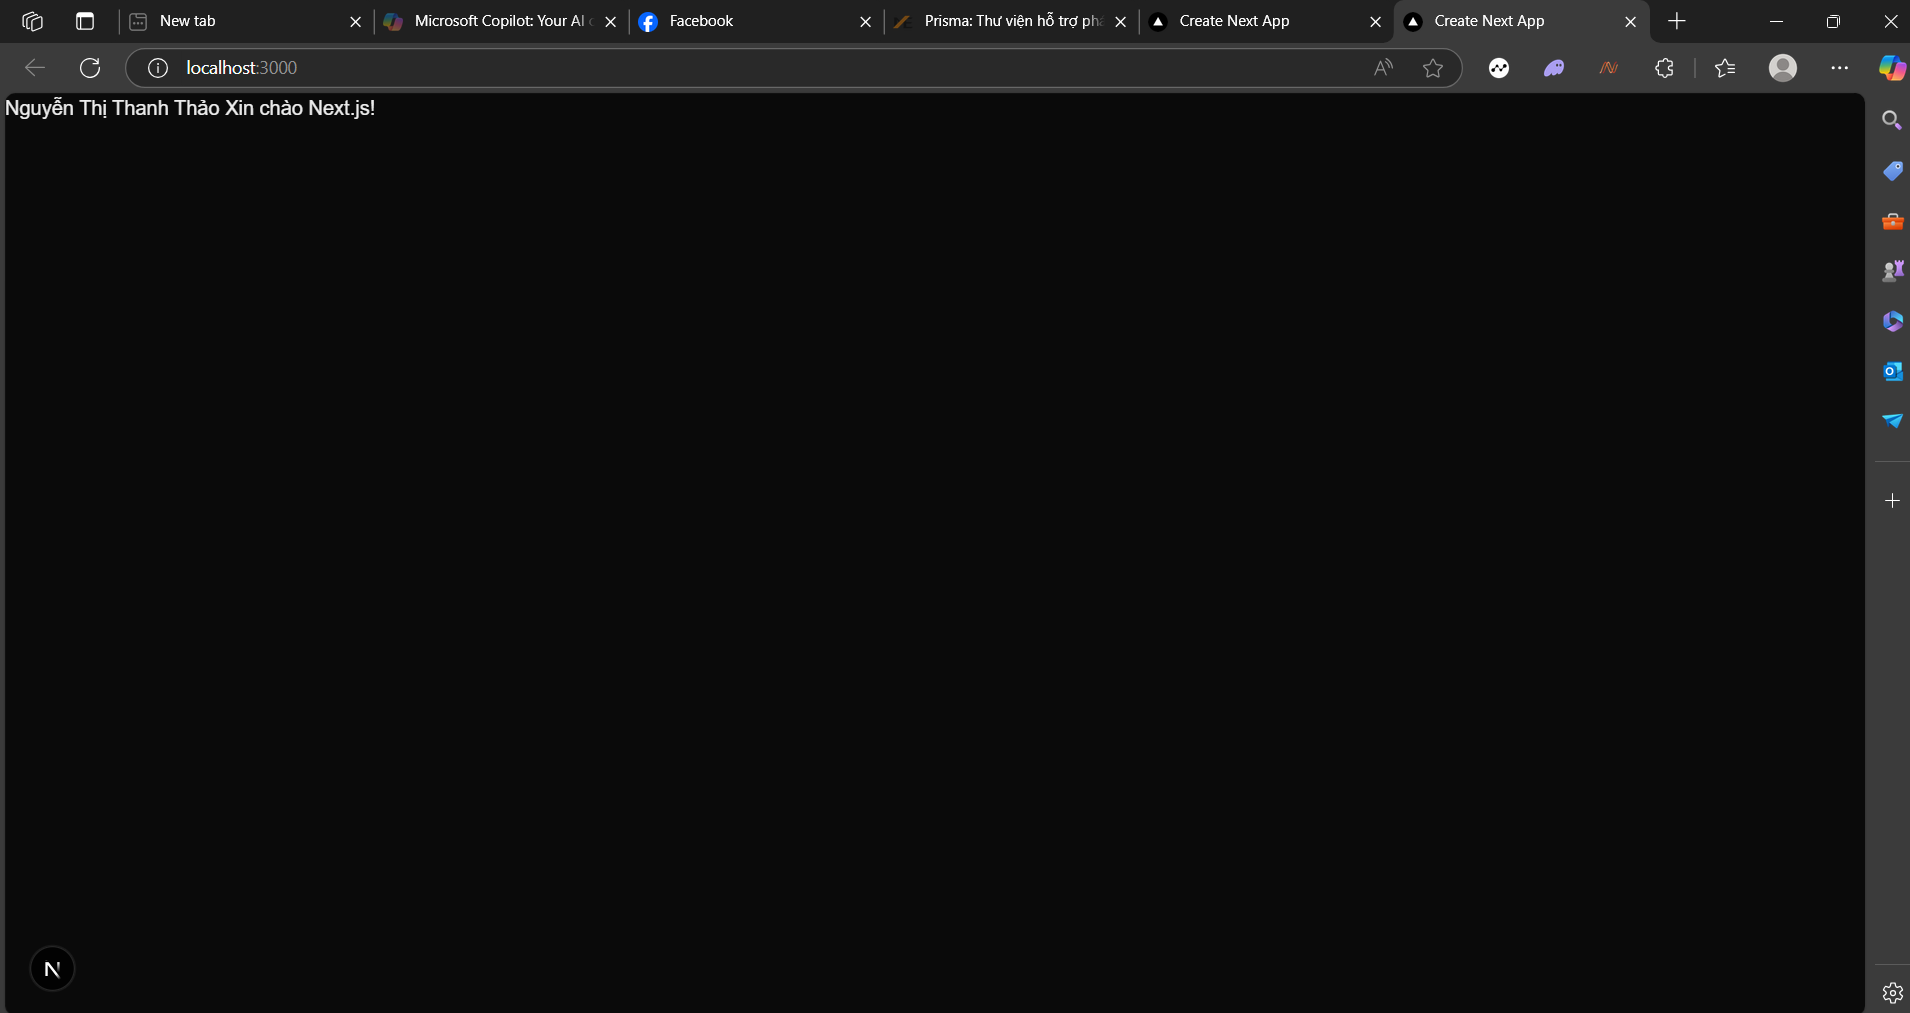 New tab
Microsoft Copilot: Your AI
Facebook
Prisma: Thư viện hỗ trợ
Create Next App
Create Next App
localhost:3000
Nguyễn Thị Thanh Thảo Xin chào Next.js!
N